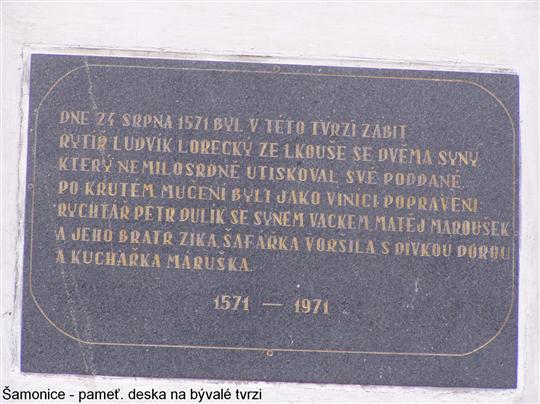 DNE 24 SRPNA 1571 BYL V TÉTO TVRZI ZABIT
RYTÍŘ LUDVÍK LORECKÝ ZE LKOUŠE SE DVĚMA SYNY
KTERÝ NEMILOSRDNĚ UTISKOVAL SVÉ PODDANÉ.
PO KRUTÉM MUČENÍ BYLI JAKO VINÍCI POPRAVENI
RYCHTÁŘ PETR DULÍK SE SYNEM VACKEM, MATĚJ MAROUŠEK
A JEHO BRATR ZIKA, ŠAFÁŘKA VORŠILA S DÍVKOU DOROU
A KUCHAŘKA MARUŠKA.
1571 — 1971
Šamonice - pameť. deska na bývalé tvrzi